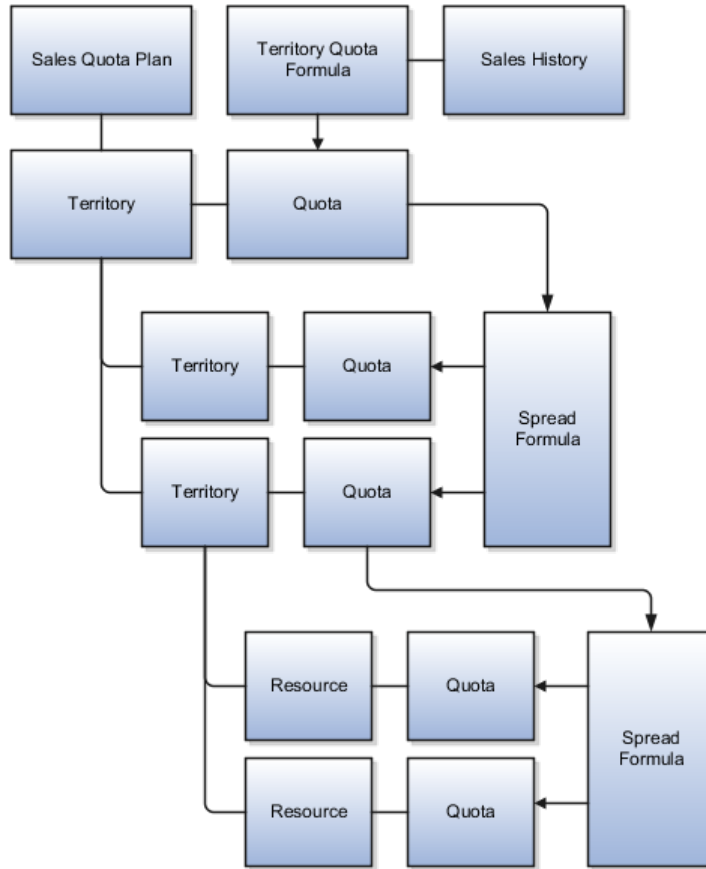 Sales Quota Plan
Territory Quota
Formula
Sales History
Territory
Quota
Territory
Quota
Spread
Formula
Territory
Quota
Resource
Quota
Spread
Formula
Resource
Quota